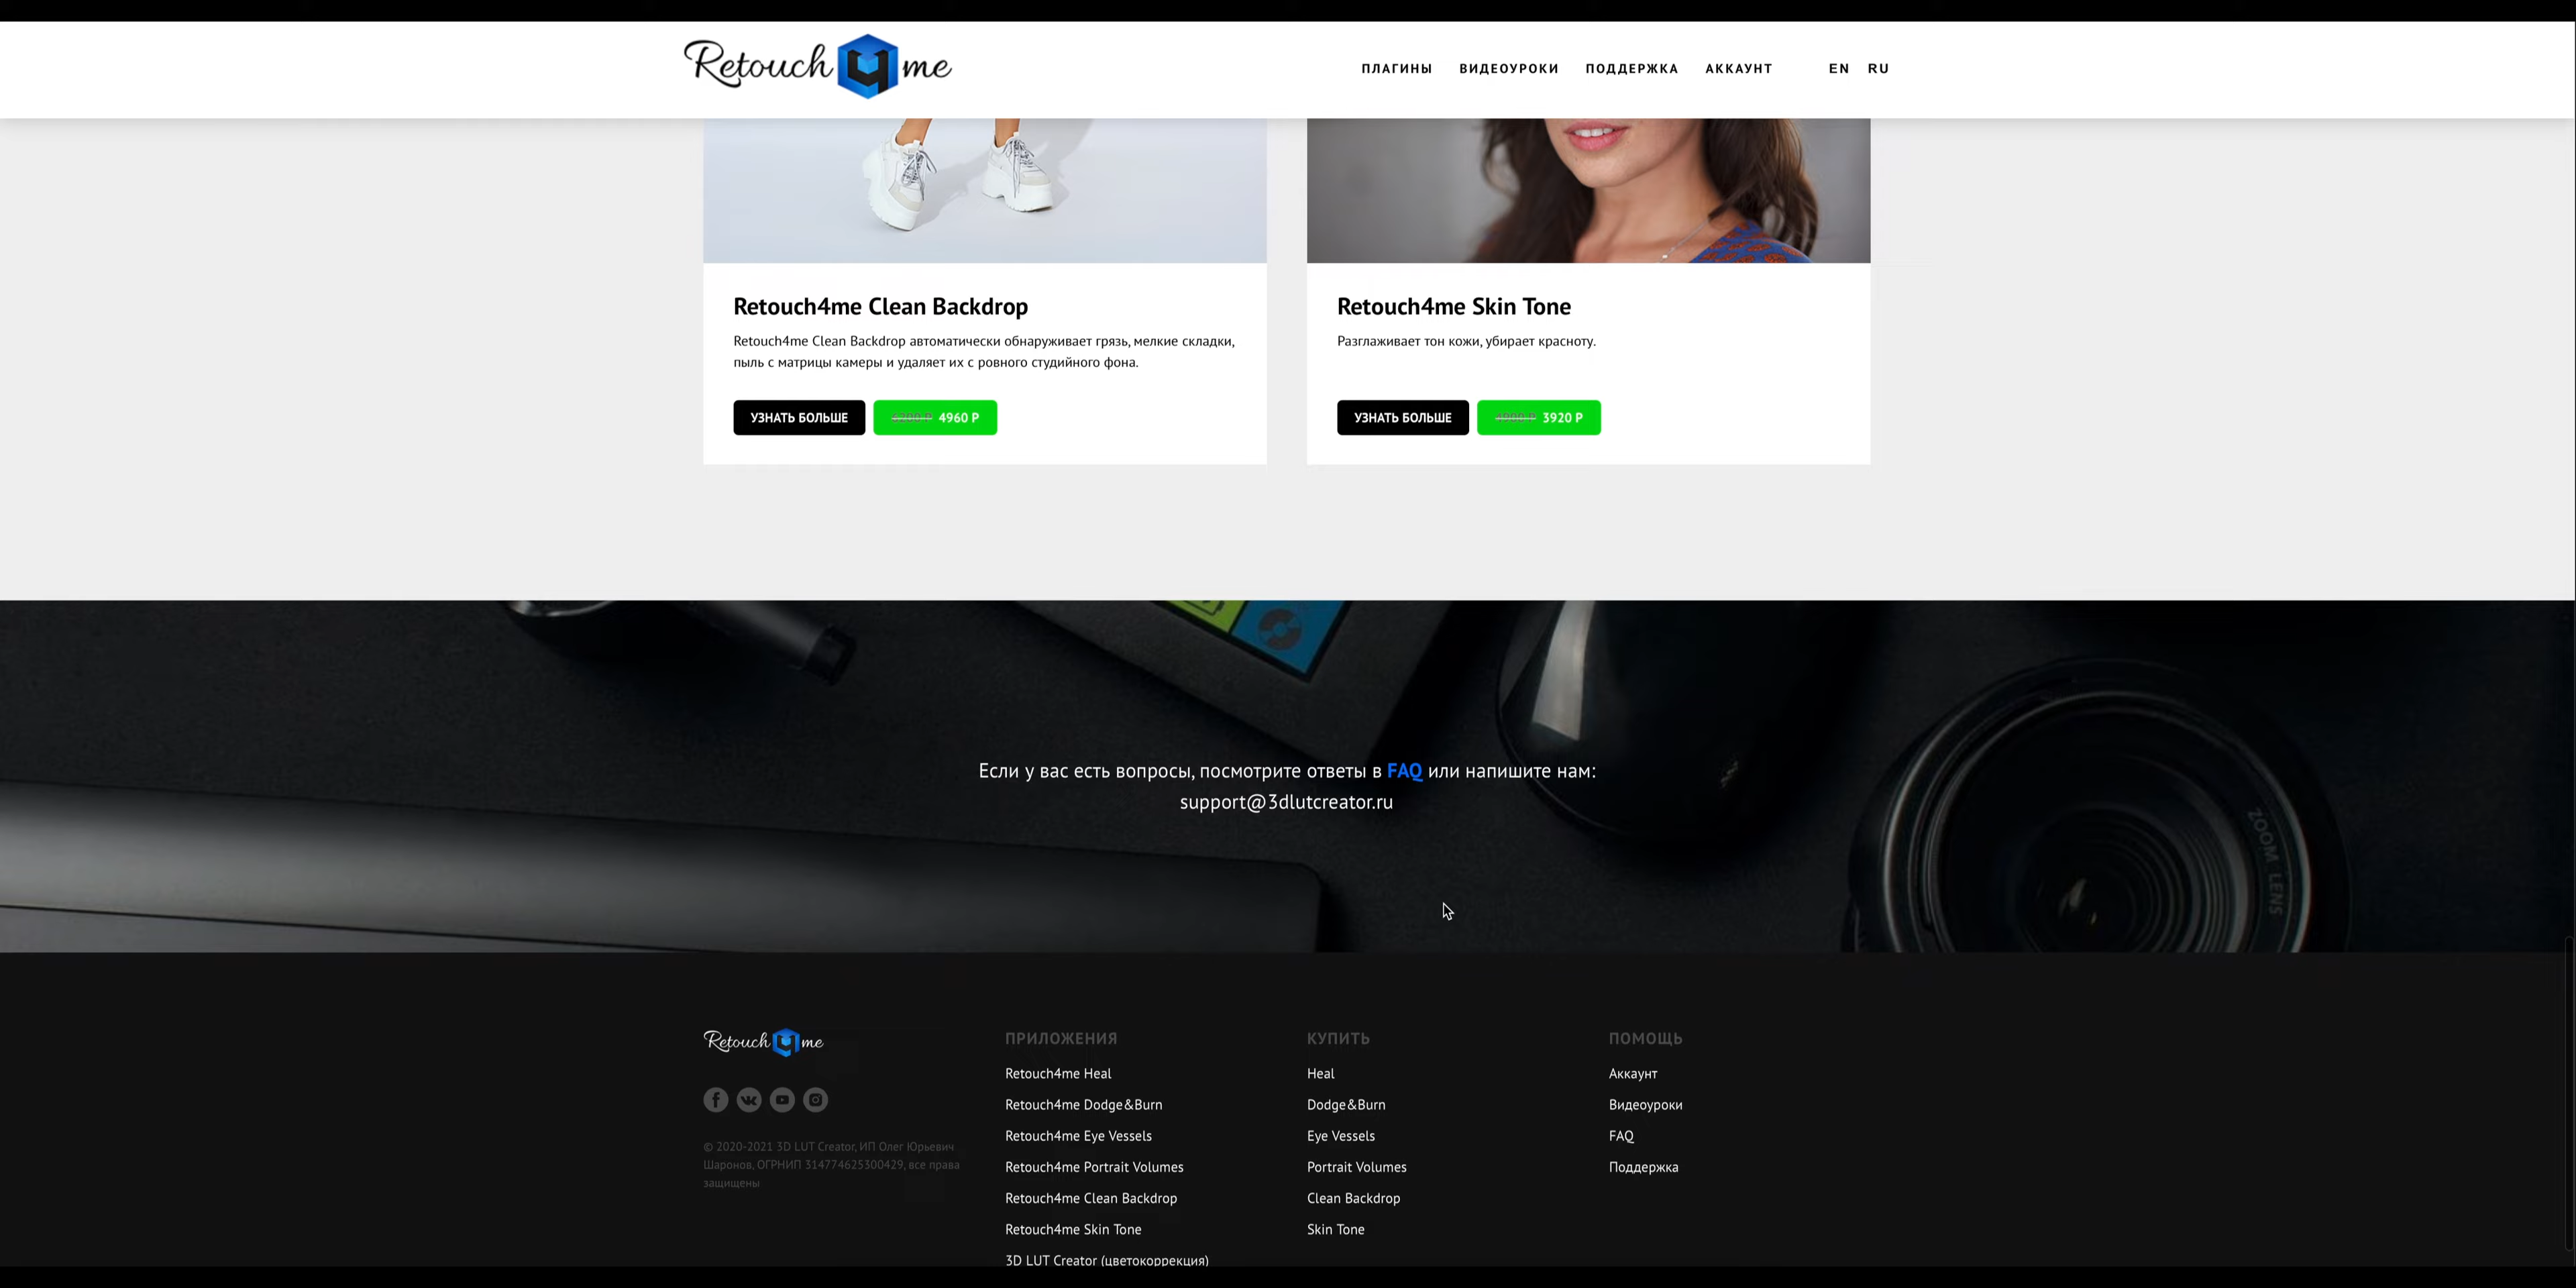 Retouch4me
ПЛАГИНЫ ВИДЕОУРОКИ ПОДДЕРЖКА АККАУНТ EN RU
Retouch4me Clean Backdrop
Retouch4me Clean Backdrop автоматически обнаруживает грязь, мелкие складки,
пыль с матрицы камеры и удаляет их с ровного студийного фона.
УЗНАТЬ БОЛЬШЕ 6200 Р 4960 Р
Retouch4me Skin Tone
Разглаживает тон кожи, убирает красноту.
УЗНАТЬ БОЛЬШЕ 4900 Р 3920 Р
Если у вас есть вопросы, посмотрите ответы в FAQ или напишите нам:
support@3dlutcreator.ru
ZOOM LENS
Retouch4me
© 2020-2021 3D LUT Creator, ИП Олег Юрьевич
Шаронов, ОГРНИП 314774625300429, все права
защищены
ПРИЛОЖЕНИЯ
Retouch4me Heal
Retouch4me Dodge&Burn
Retouch4me Eye Vessels
Retouch4me Portrait Volumes
Retouch4me Clean Backdrop
Retouch4me Skin Tone
3D LUT Creator (цветокоррекция)
КУПИТЬ
Heal
Dodge&Burn
Eye Vessels
Portrait Volumes
Clean Backdrop
Skin Tone
ПОМОЩЬ
Аккаунт
Видеоуроки
FAQ
Поддержка